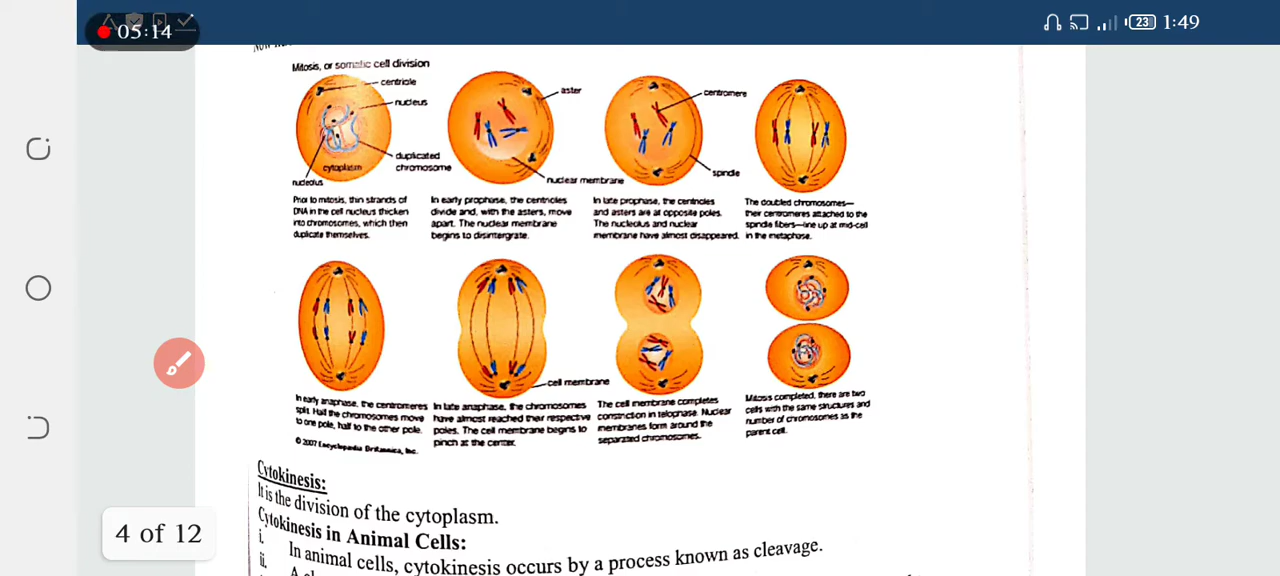 05:14
23 1:49
Mitosis, or somatic cell division
centriole
nucleus
duplicated
chromosome
cytoplasm
nucleolus
aster
nuclear membrane
centromere
spindle
Prior to mitosis, thin strands of
DNA in the cell nucleus thicken
into chromosomes, which then
duplicate themselves.
In early prophase, the centrioles
divide and, with the asters, move
apart. The nuclear membrane
begins to disintergrate.
In late prophase, the centrioles
and asters are at opposite poles.
The nucleolus and nuclear
membrane have almost disappeared.
The doubled chromosomes—
their centromeres attached to the
spindle fibers—line up at mid-cell
in the metaphase.
cell membrane
In early anaphase, the centromeres
split. Half the chromosomes move
to one pole, half to the other pole.
In late anaphase, the chromosomes
have almost reached their respective
poles. The cell membrane begins to
pinch at the center.
The cell membrane completes
constriction in telophase. Nuclear
membranes form around the
separated chromosomes.
Mitosis completed, there are two
cells with the same structures and
number of chromosomes as the
parent cell.
© 2007 Encyclopædia Britannica, Inc.
Cytokinesis:
It is the division of the cytoplasm.
Cytokinesis in Animal Cells:
i. In animal cells, cytokinesis occurs by a process known as cleavage.
ii. A
4 of 12